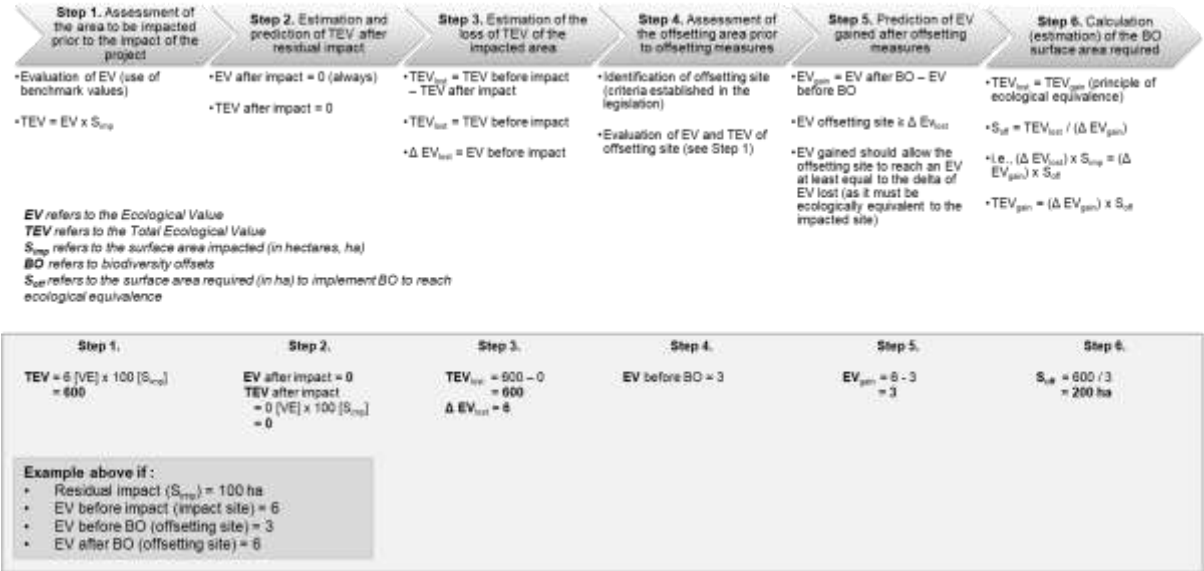 Step 1. Assessment of
the area to be impacted
prior to the impact of the
project
•Evaluation of EV (use of
benchmark values)
•TEV = EV x S_imp
Step 2. Estimation and
prediction of TEV after
residual impact
•EV after impact = 0 (always)
•TEV after impact = 0
Step 3. Estimation of the
loss of TEV of the
impacted area
•TEV_lost = TEV before impact
– TEV after impact
•TEV_lost = TEV before impact
•Δ EV_lost = EV before impact
Step 4. Assessment of
the offsetting area prior
to offsetting measures
•Identification of offsetting site
(criteria established in the
legislation)
•Evaluation of EV and TEV of
offsetting site (see Step 1)
Step 5. Prediction of EV
gained after offsetting
measures
•EV_gain = EV after BO – EV
before BO
•EV offsetting site ≥ Δ Ev_lost
•EV gained should allow the
offsetting site to reach an EV
at least equal to the delta of
EV lost (as it must be
ecologically equivalent to the
impacted site)
Step 6. Calculation
(estimation) of the BO
surface area required
•TEV_lost = TEV_gain (principle of
ecological equivalence)
•S_off = TEV_lost / (Δ EV_gain)
•i.e., (Δ EV_lost) x S_imp = (Δ
EV_gain) x S_off
•TEV_gain = (Δ EV_gain) x S_off
EV refers to the Ecological Value
TEV refers to the Total Ecological Value
S_imp refers to the surface area impacted (in hectares, ha)
BO refers to biodiversity offsets
S_off refers to the surface area required (in ha) to implement BO to reach
ecological equivalence
Step 1.
TEV = 6 [VE] x 100 [S_imp]
= 600
Step 2.
EV after impact = 0
TEV after impact
= 0 [VE] x 100 [S_imp]
= 0
Step 3.
TEV_lost = 600 – 0
= 600
Δ EV_lost = 6
Step 4.
EV before BO = 3
Step 5.
EV_gain = 6 - 3
= 3
Step 6.
S_off = 600 / 3
= 200 ha
Example above if :
• Residual impact (S_imp) = 100 ha
• EV before impact (impact site) = 6
• EV before BO (offsetting site) = 3
• EV after BO (offsetting site) = 6